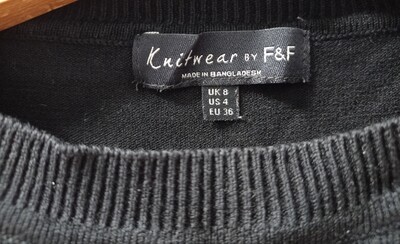 Knitwear BY F&F
MADE IN BANGLADESH
UK 8
US 4
EU 36